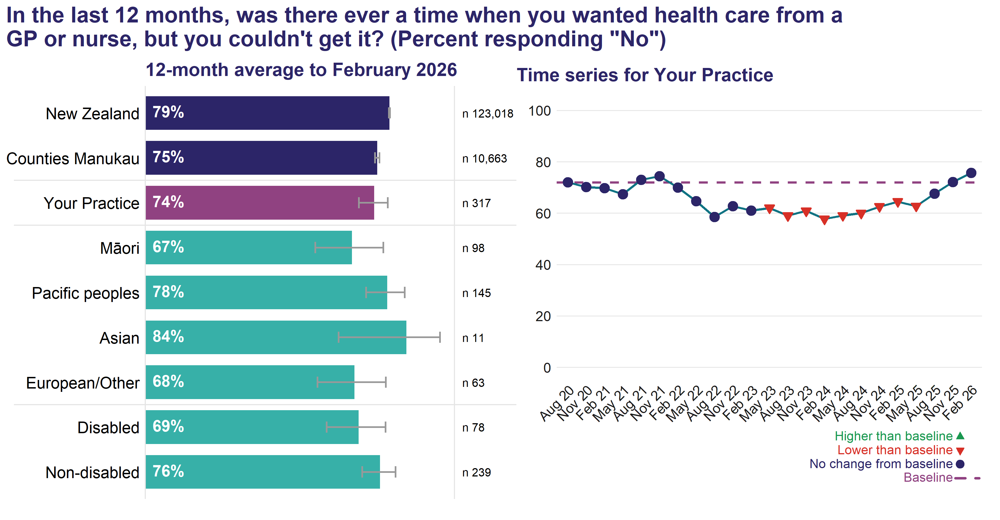 In the last 12 months, was there ever a time when you wanted health care from a
GP or nurse, but you couldn't get it? (Percent responding "No")
12-month average to February 2026
New Zealand 79% n 123,018
Counties Manukau 75% n 10,663
Your Practice 74% n 317
Māori 67% n 98
Pacific peoples 78% n 145
Asian 84% n 11
European/Other 68% n 63
Disabled 69% n 78
Non-disabled 76% n 239
Time series for Your Practice
100
80
60
40
20
0
Aug 20
Nov 20
Feb 21
May 21
Aug 21
Nov 21
Feb 22
May 22
Aug 22
Nov 22
Feb 23
May 23
Aug 23
Nov 23
Feb 24
May 24
Aug 24
Nov 24
Feb 25
May 25
Aug 25
Nov 25
Feb 26
Higher than baseline
Lower than baseline
No change from baseline
Baseline